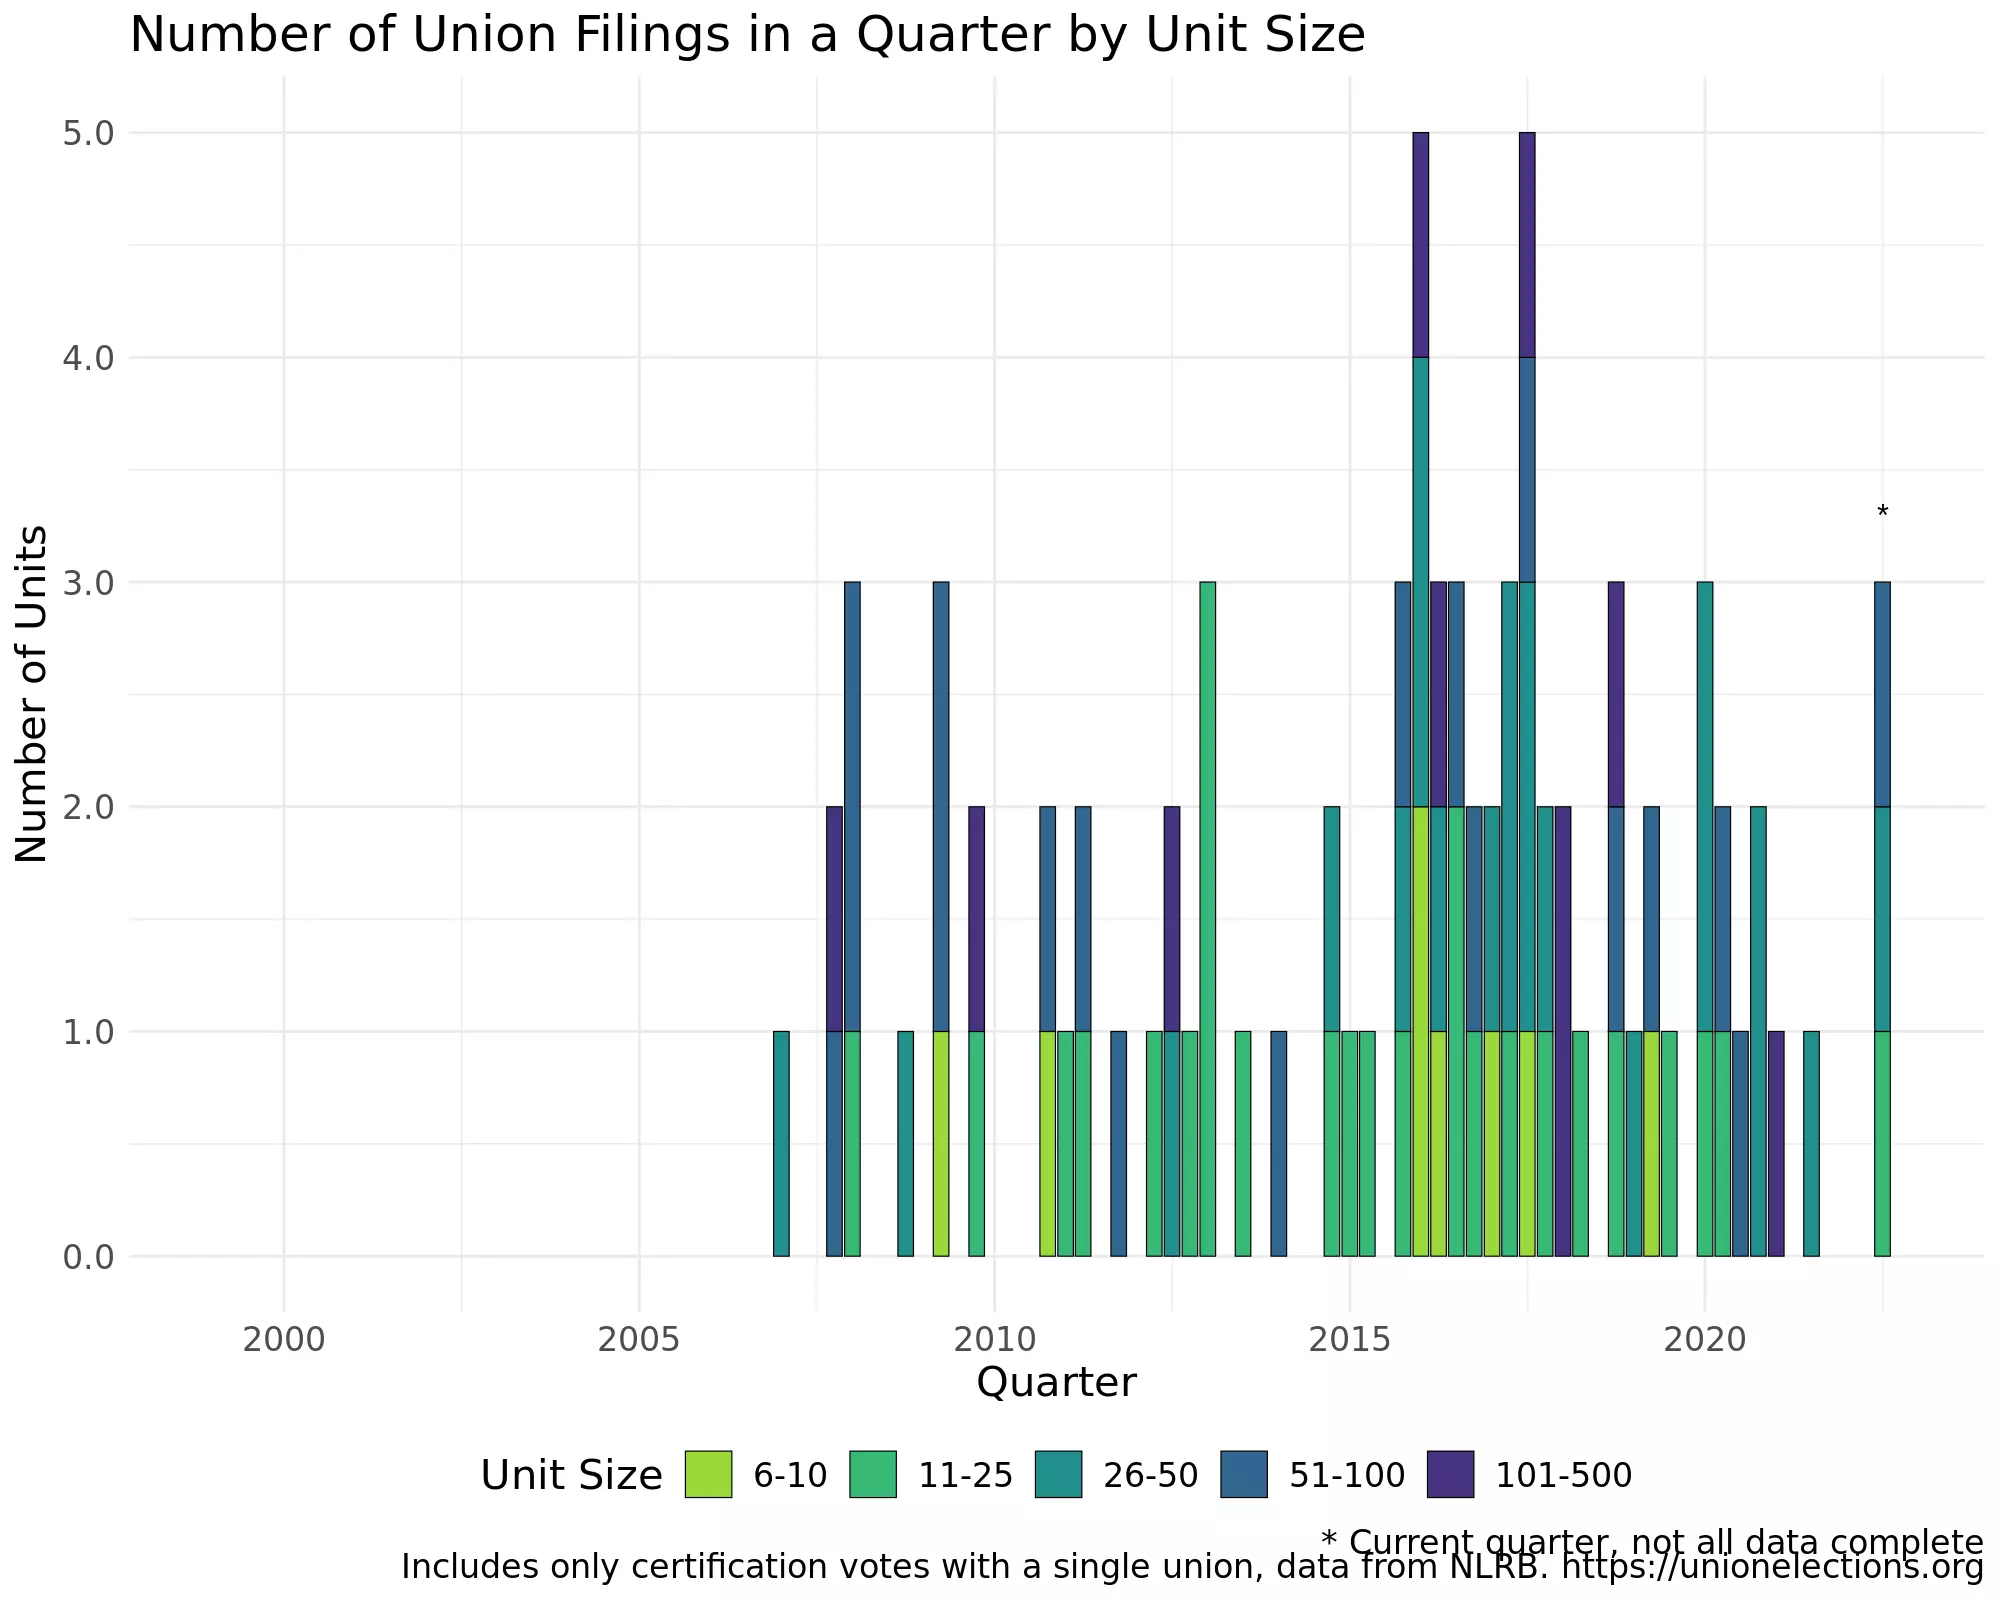 Number of Union Filings in a Quarter by Unit Size
5.0
4.0
3.0
2.0
1.0
0.0
Number of Units
*
2000 2005 2010 2015 2020
Quarter
Unit Size 6-10 11-25 26-50 51-100 101-500
* Current quarter, not all data complete
Includes only certification votes with a single union, data from NLRB. https://unionelections.org